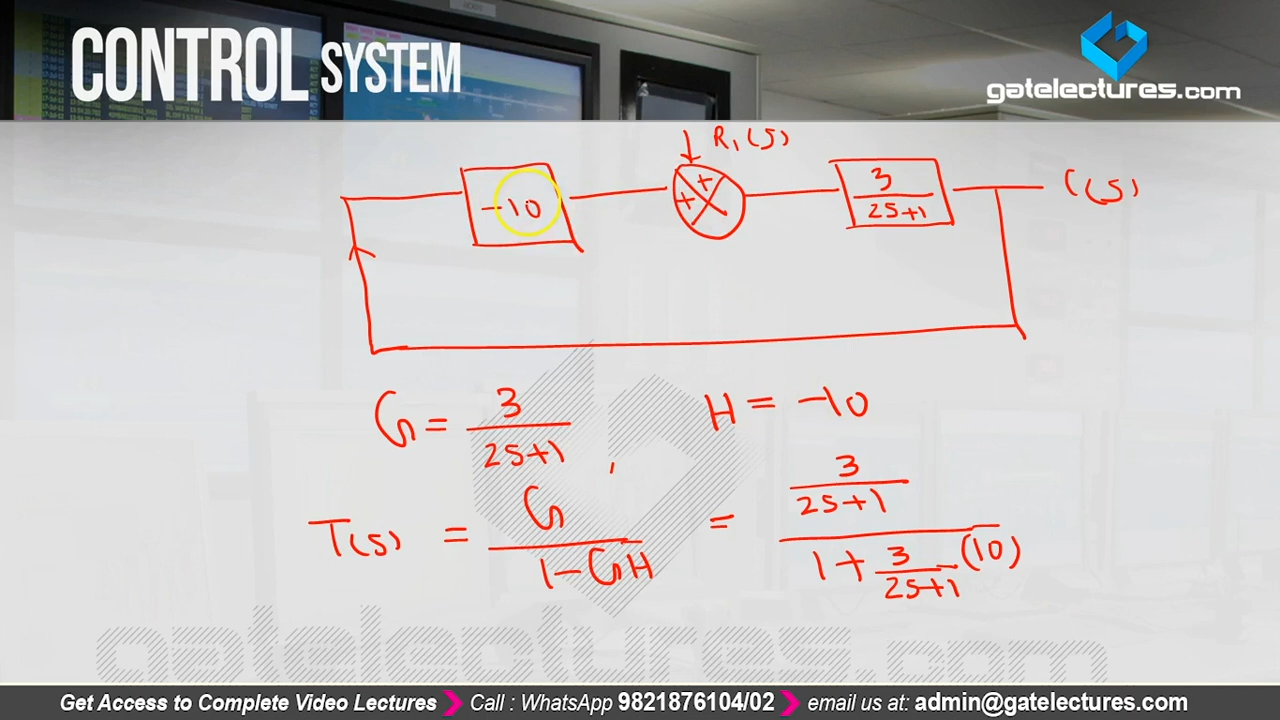 CONTROL SYSTEM
gatelectures.com
R₁(s)
-10
+
+
3
2s+1
C(s)
G = 3/(2s+1) , H = -10
T(s) = G/(1-GH) = (3/(2s+1))/(1+3/(2s+1)(10))
gatelectures.com
Get Access to Complete Video Lectures Call : WhatsApp 9821876104/02 email us at: admin@gatelectures.com